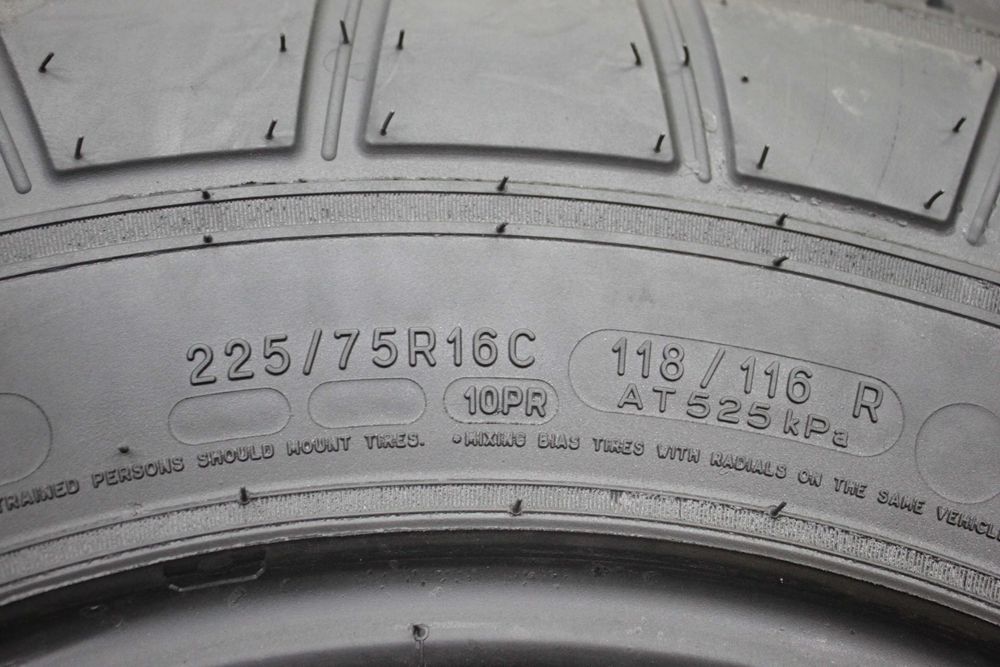 225/75R16C
118/116 R
10PR
AT 525 kPa
TRAINED PERSONS SHOULD MOUNT TIRES. •MIXING BIAS TIRES WITH RADIALS ON THE SAME